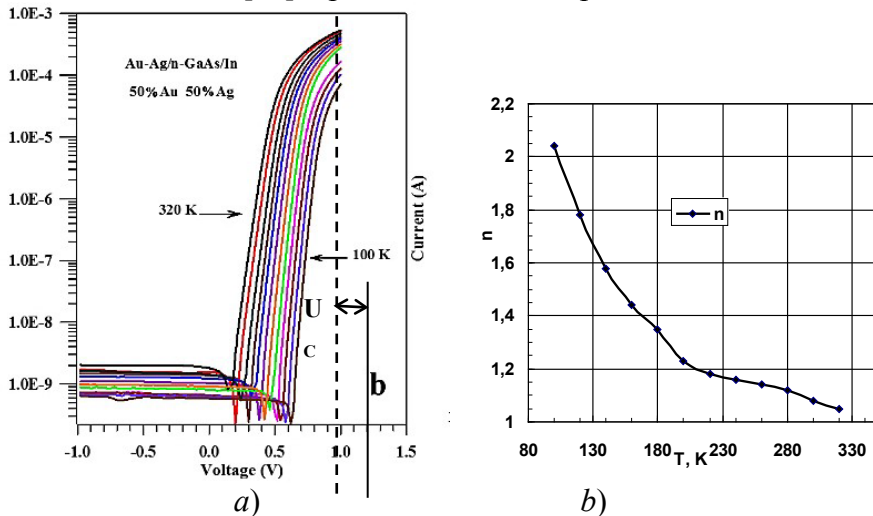 1.0E-3
1.0E-4
1.0E-5
1.0E-6
1.0E-7
1.0E-8
1.0E-9
Au-Ag/n-GaAs/In
50%Au 50%Ag
320 K
100 K
U
C
b
Current (A)
-1.0 -0.5 0.0 0.5 1.0 1.5
Voltage (V)
a)
2,2
2
1,8
1,6
1,4
1,2
1
n
n
80 130 180 230 280 330
T, K
b)